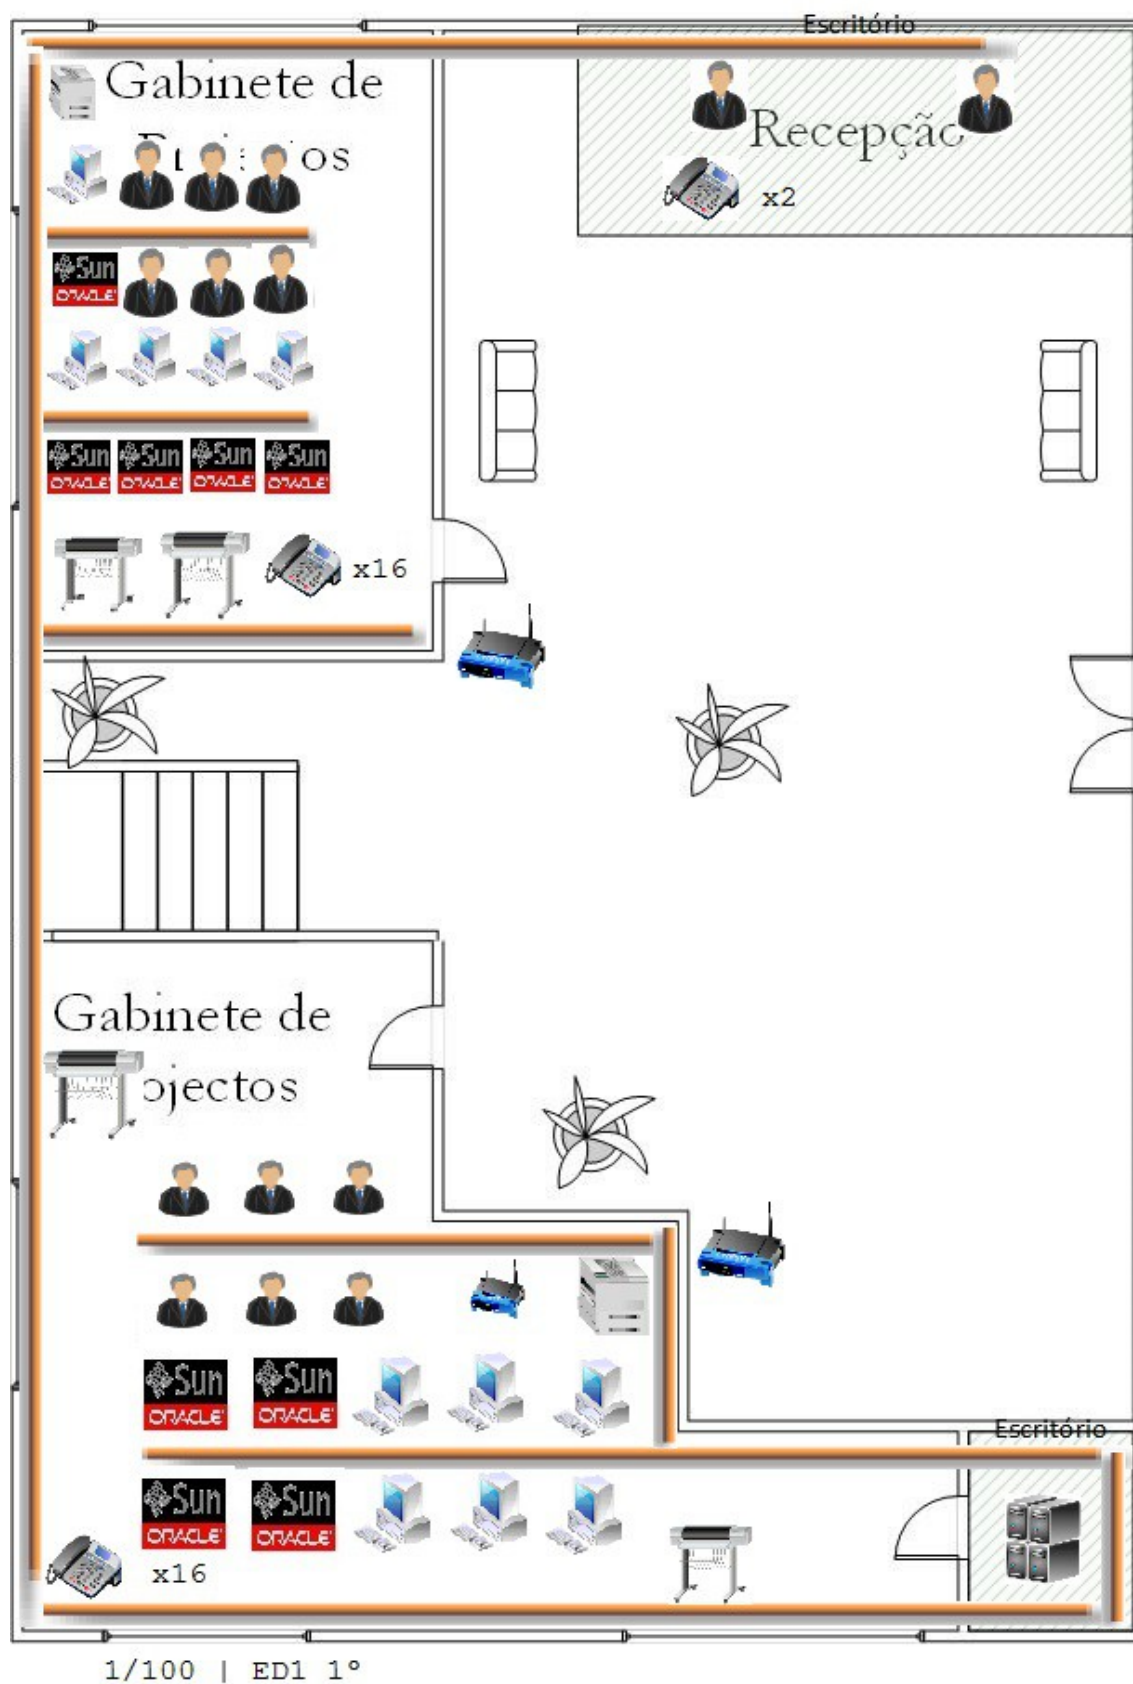 Escritório
Gabinete de
os
Recepção
x2
Sun
ORACLE
Sun
Sun
Sun
Sun
ORACLE
ORACLE
ORACLE
ORACLE
x16
Gabinete de
ojectos
Sun
Sun
ORACLE
ORACLE
Escritório
Sun
Sun
ORACLE
ORACLE
x16
1/100 | ED1 1º